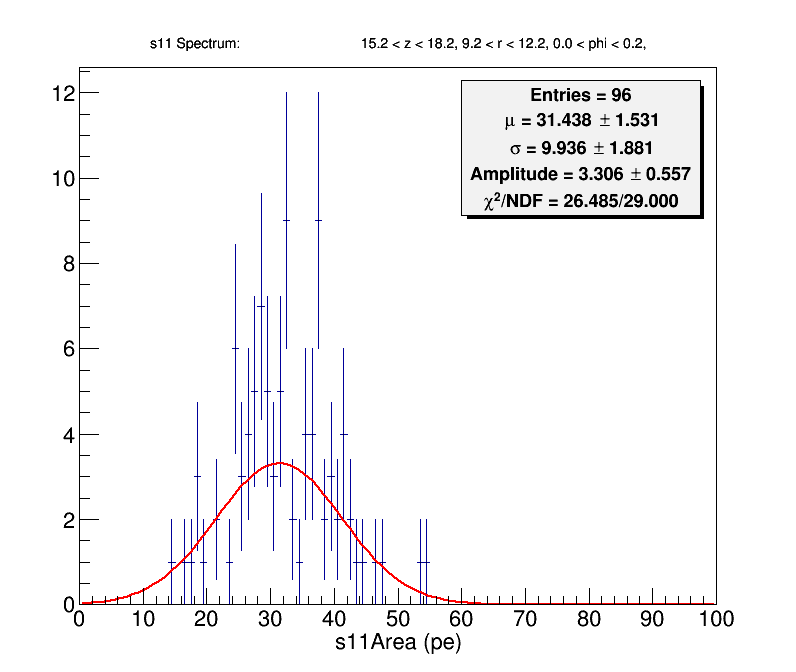 s11 Spectrum: 15.2 < z < 18.2, 9.2 < r < 12.2, 0.0 < phi < 0.2,
Entries = 96
μ = 31.438 ± 1.531
σ = 9.936 ± 1.881
Amplitude = 3.306 ± 0.557
χ²/NDF = 26.485/29.000
12
10
8
6
4
2
0
0 10 20 30 40 50 60 70 80 90 100
s11Area (pe)